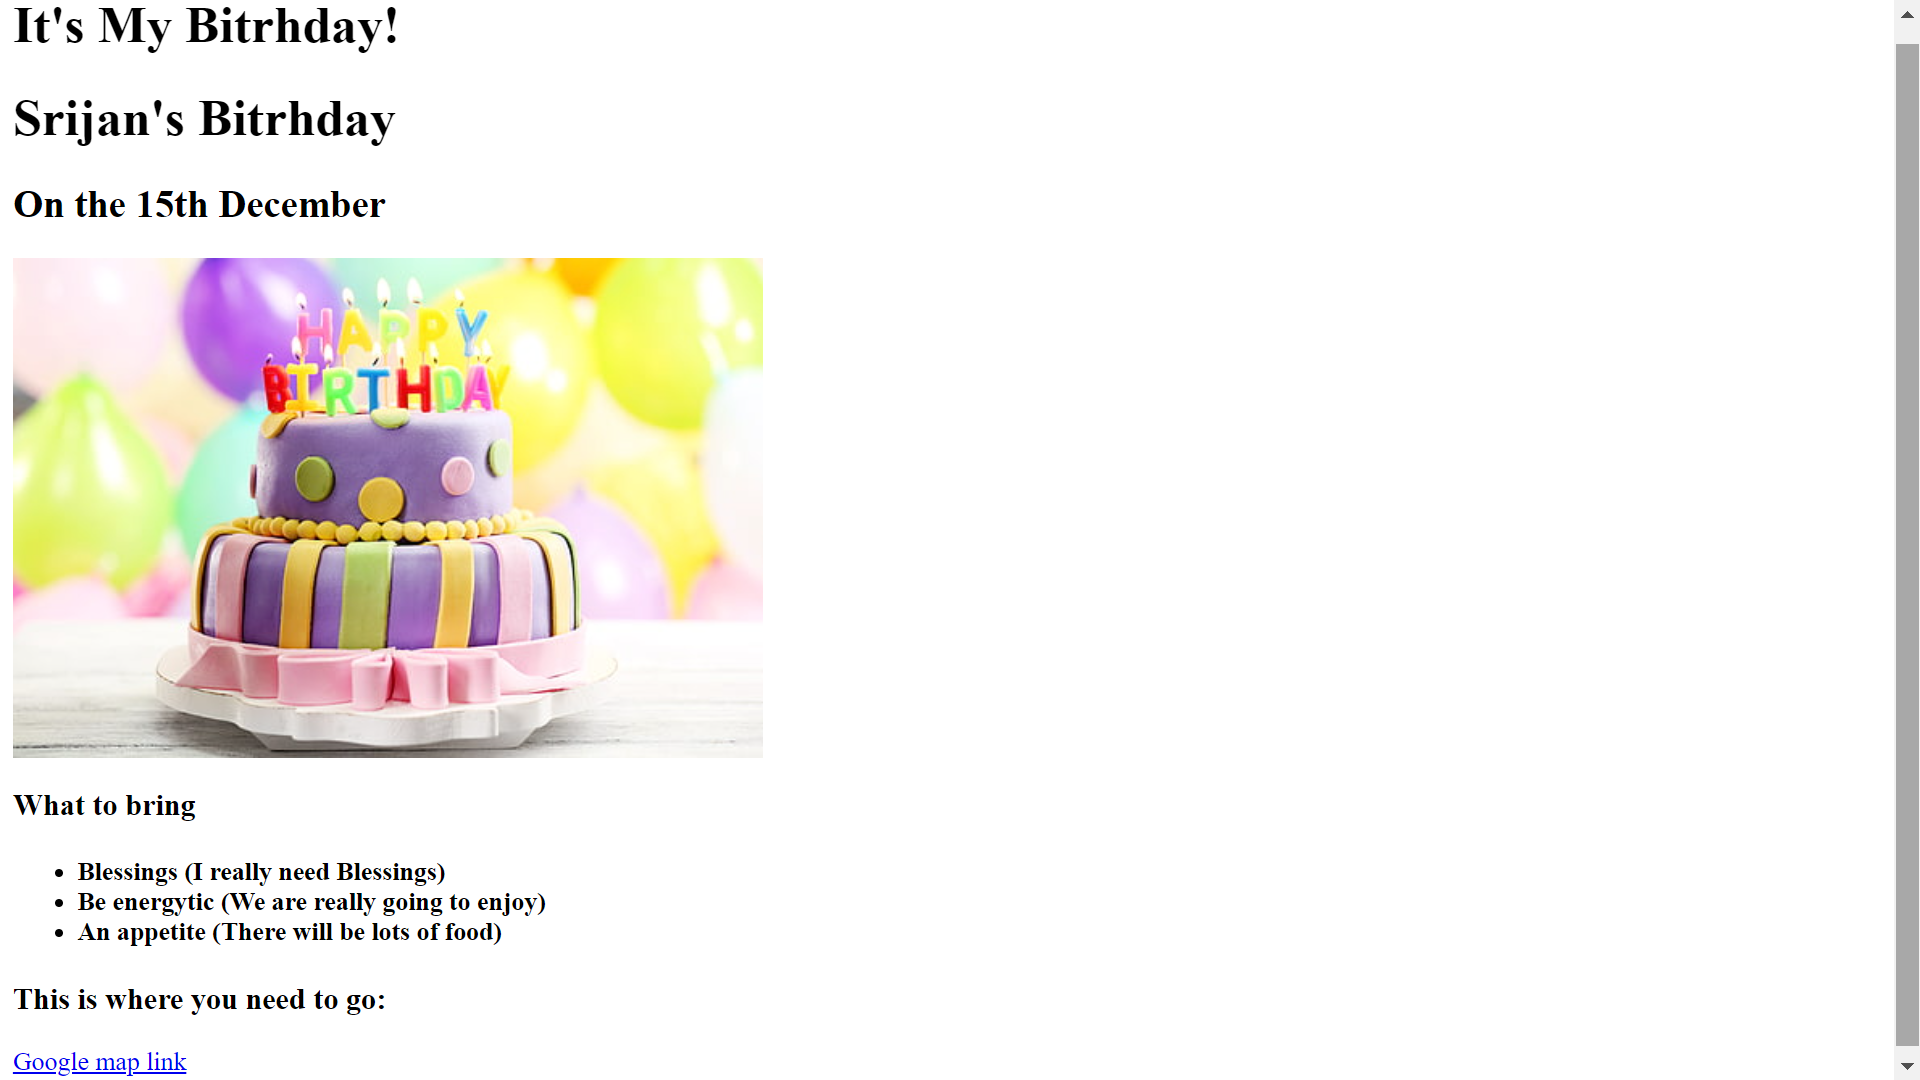 It's My Bitrhday!
Srijan's Bitrhday
On the 15th December
HAPPY
BIRTHDAY
What to bring
Blessings (I really need Blessings)
Be energytic (We are really going to enjoy)
An appetite (There will be lots of food)
This is where you need to go:
Google map link